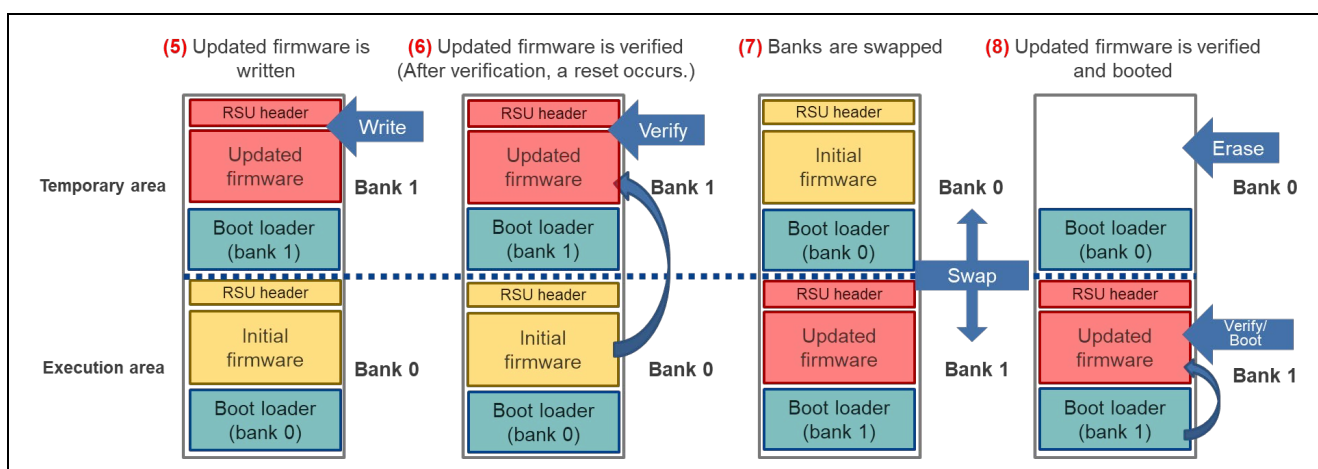 (5) Updated firmware is
written
(6) Updated firmware is verified
(After verification, a reset occurs.)
(7) Banks are swapped
(8) Updated firmware is verified
and booted
Temporary area
Execution area
RSU header
Updated
firmware
Boot loader
(bank 1)
RSU header
Initial
firmware
Boot loader
(bank 0)
Write
Bank 1
Bank 0
RSU header
Updated
firmware
Boot loader
(bank 1)
RSU header
Initial
firmware
Boot loader
(bank 0)
Verify
Bank 1
Bank 0
RSU header
Initial
firmware
Boot loader
(bank 0)
RSU header
Updated
firmware
Boot loader
(bank 1)
Bank 0
Swap
Bank 1
Boot loader
(bank 0)
RSU header
Updated
firmware
Boot loader
(bank 1)
Erase
Bank 0
Verify/
Boot
Bank 1